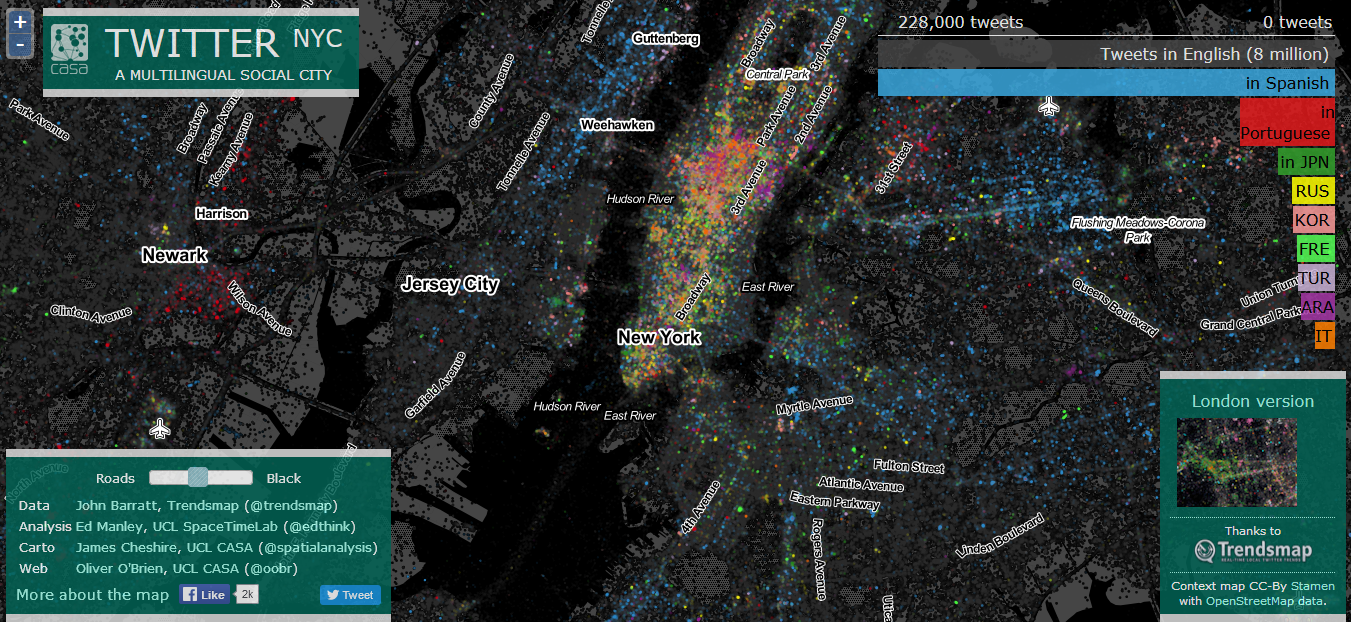 +
-
casa
TWITTER NYC
A MULTILINGUAL SOCIAL CITY
228,000 tweets
0 tweets
Tweets in English (8 million)
in Spanish
in
Portuguese
in JPN
RUS
KOR
FRE
TUR
ARA
IT
Tonnelle
Guttenberg
Broadway
3rd Avenue
Central Park
County Avenue
Park Avenue
Broadway
Passaic Avenue
Kearny Avenue
Weehawken
Tonnelle Avenue
Park Avenue
2nd Avenue
31st Street
3rd Avenue
Hudson River
Harrison
Newark
Flushing Meadows-Corona
Park
Jersey City
East River
Broadway
Wilson Avenue
Clinton Avenue
Queens Boulevard
Union Turn
Grand Central Park
New York
Garfield Avenue
Hudson River
East River
Myrtle Avenue
Fulton Street
Atlantic Avenue
Eastern Parkway
4th Avenue
Rogers Avenue
Linden Boulevard
Utica
Roads
Black
Data John Barratt, Trendsmap (@trendsmap)
Analysis Ed Manley, UCL SpaceTimeLab (@edthink)
Carto James Cheshire, UCL CASA (@spatialanalysis)
Web Oliver O'Brien, UCL CASA (@oobr)
More about the map
Like
2k
Tweet
London version
Thanks to
Trendsmap
REAL-TIME LOCAL TWITTER TRENDS
Context map CC-By Stamen
with OpenStreetMap data.